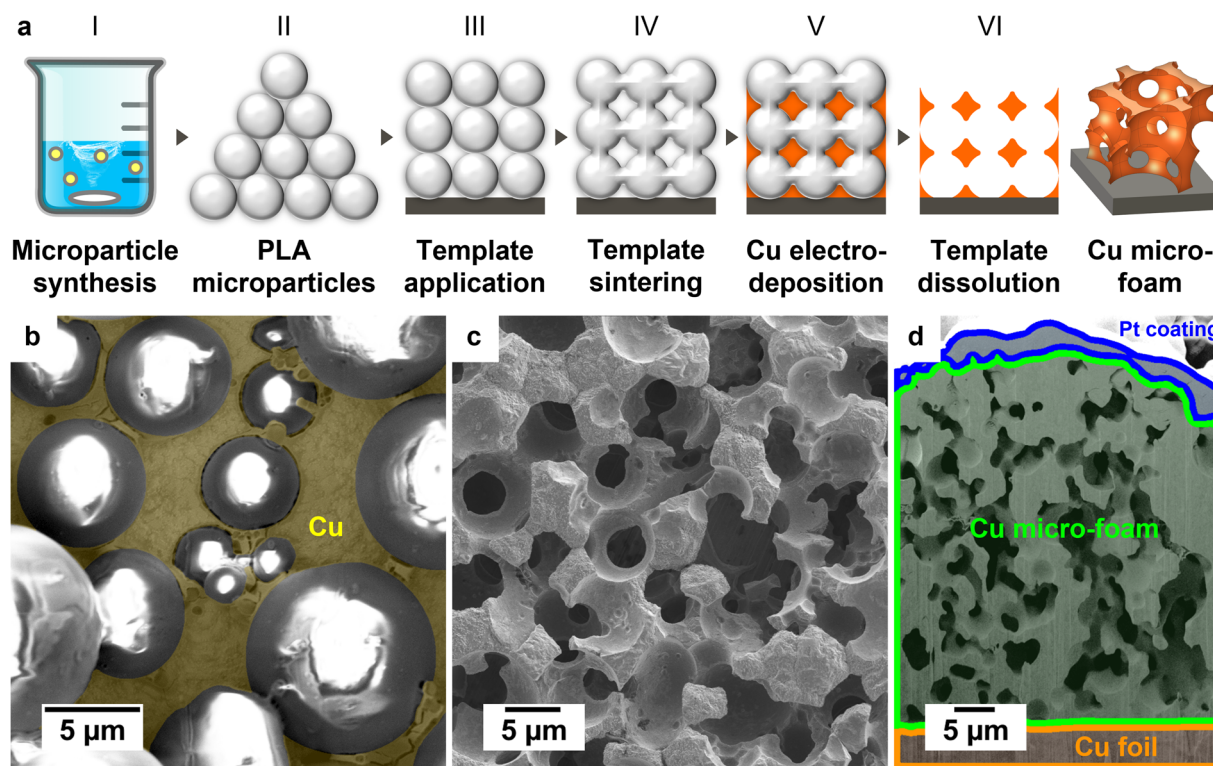 a
I
II
III
IV
V
VI
Microparticle
synthesis
PLA
microparticles
Template
application
Template
sintering
Cu electro-
deposition
Template
dissolution
Cu micro-
foam
b
Cu
5 µm
c
5 µm
d
Pt coating
Cu micro-foam
5 µm
Cu foil